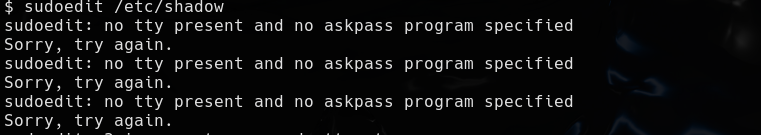 $ sudoedit /etc/shadow
sudoedit: no tty present and no askpass program specified
Sorry, try again.
sudoedit: no tty present and no askpass program specified
Sorry, try again.
sudoedit: no tty present and no askpass program specified
Sorry, try again.